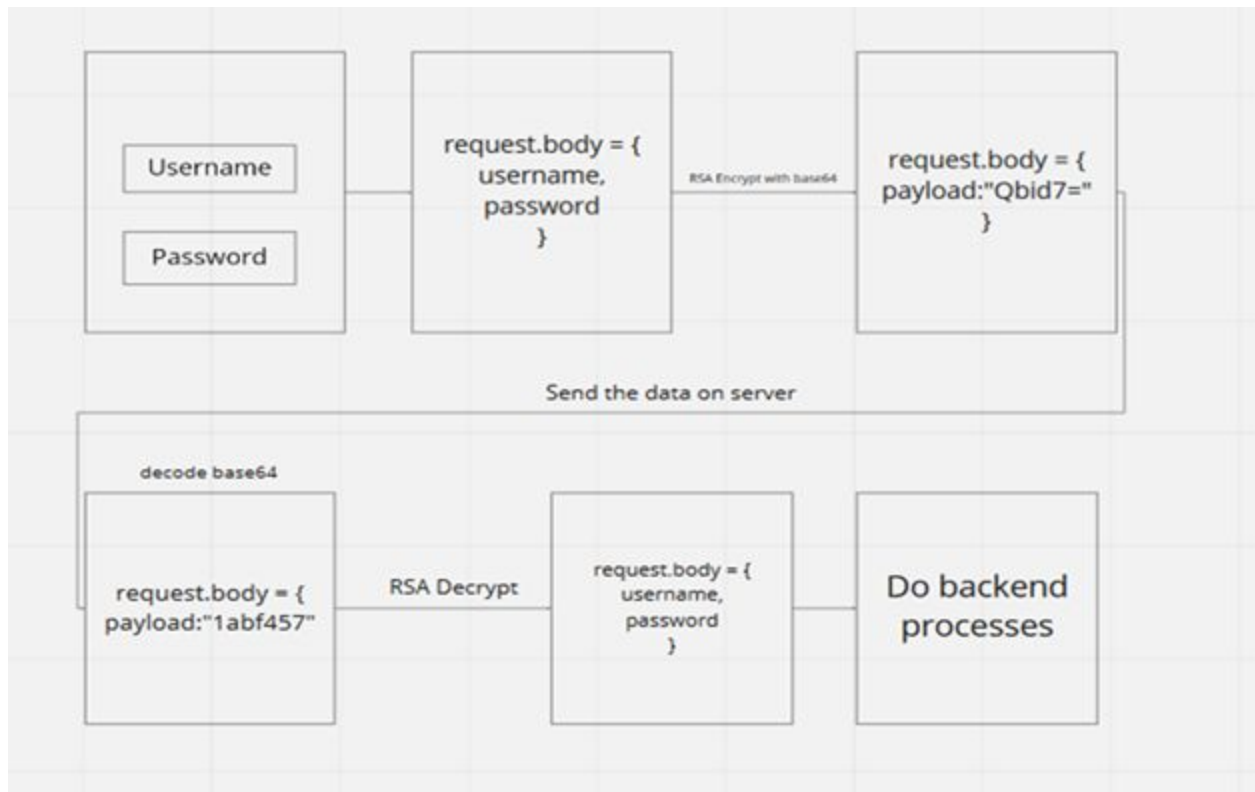 Username
Password
request.body = {
username,
password
}
RSA Encrypt with base64
request.body = {
payload:"Qbid7="
}
Send the data on server
decode base64
request.body = {
payload:"1abf457"
RSA Decrypt
request.body = {
username,
password
}
Do backend
processes